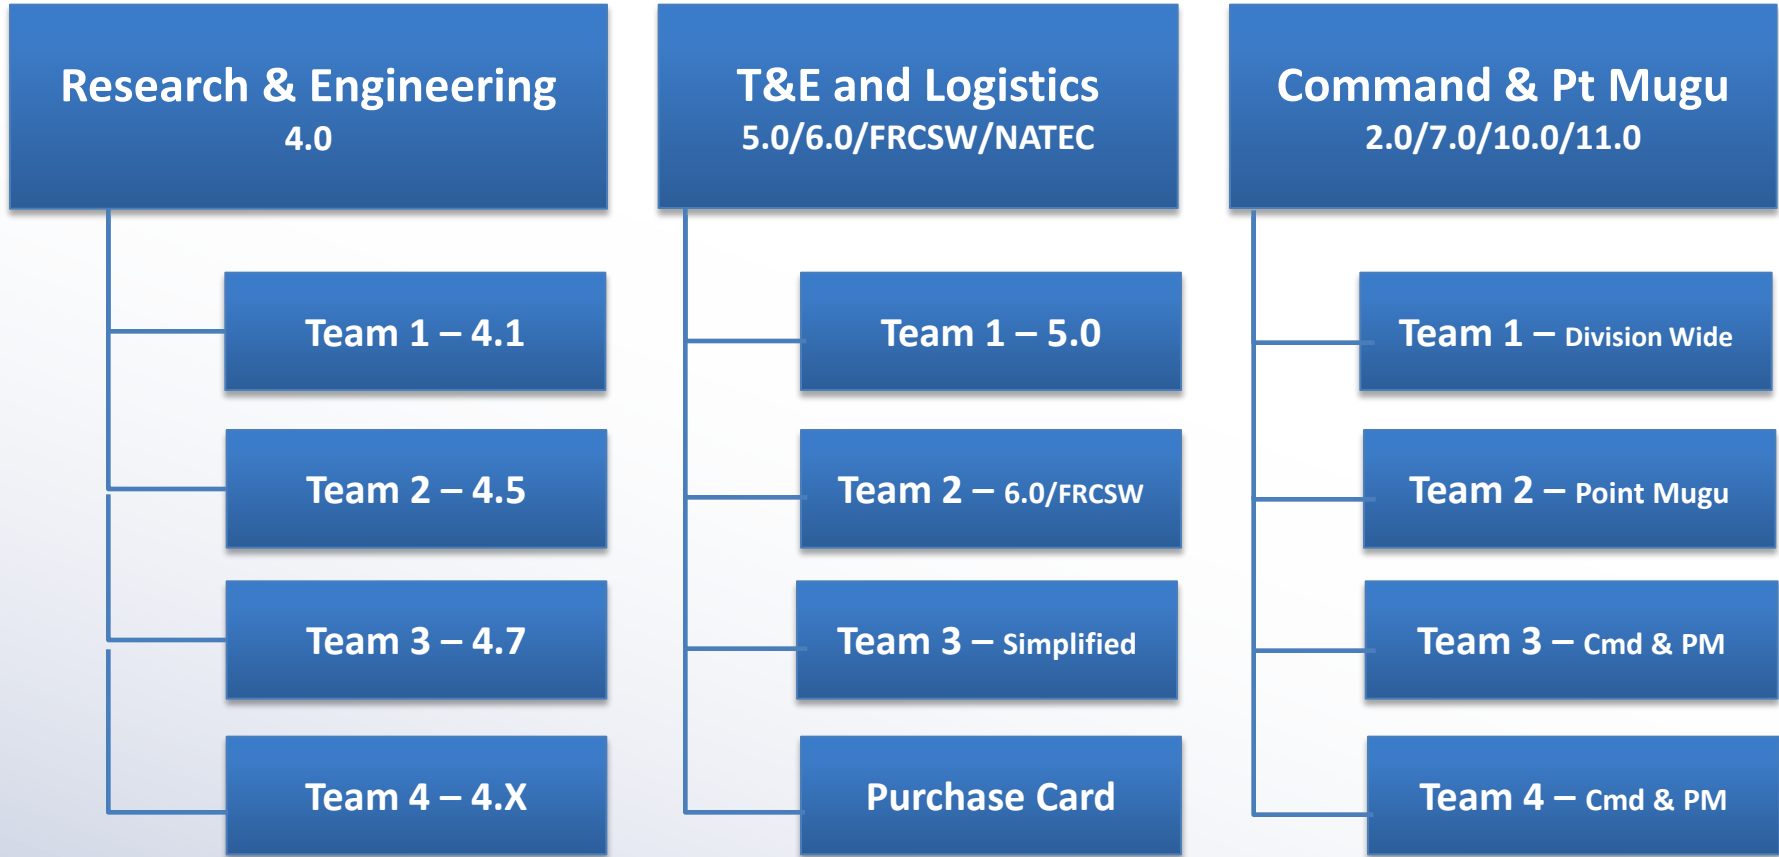 Research & Engineering
4.0
Team 1 – 4.1
Team 2 – 4.5
Team 3 – 4.7
Team 4 – 4.X
T&E and Logistics
5.0/6.0/FRCSW/NATEC
Team 1 – 5.0
Team 2 – 6.0/FRCSW
Team 3 – Simplified
Purchase Card
Command & Pt Mugu
2.0/7.0/10.0/11.0
Team 1 – Division Wide
Team 2 – Point Mugu
Team 3 – Cmd & PM
Team 4 – Cmd & PM